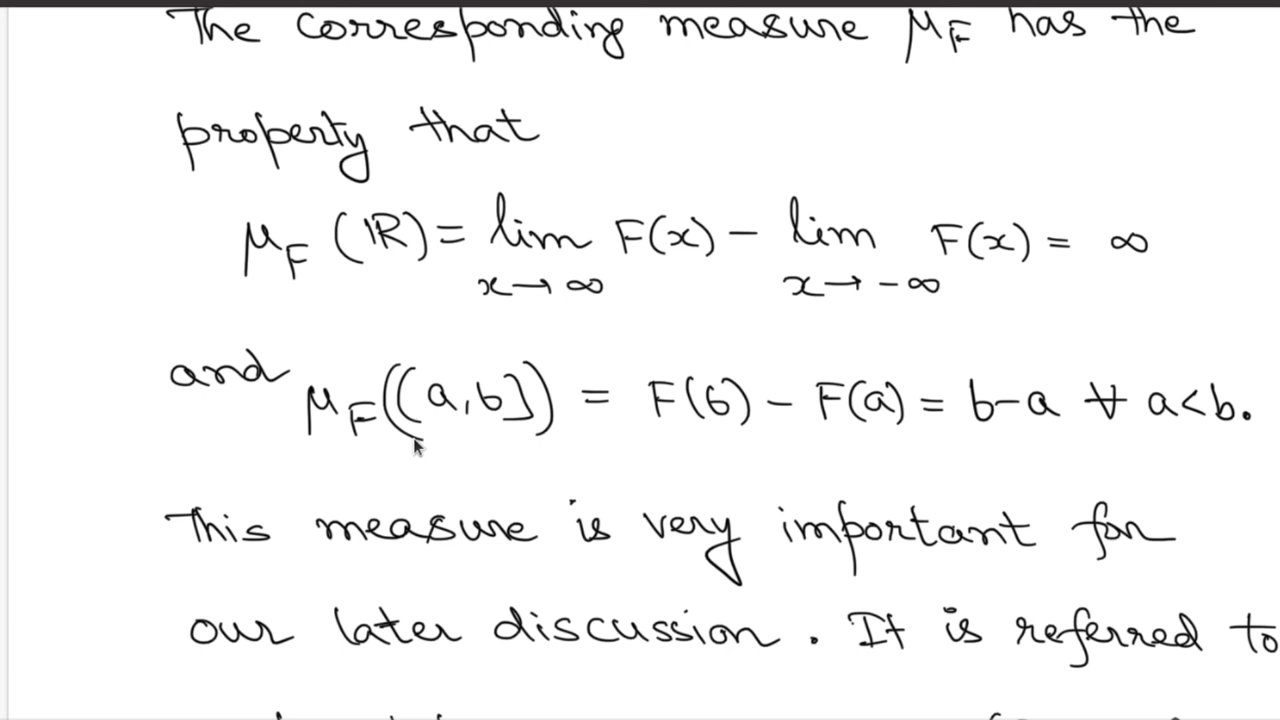 The corresponding measure μ_F has the
property that
μ_F (ℝ) = lim_{x→∞} F(x) − lim_{x→−∞} F(x) = ∞
and μ_F((a,b]) = F(b) − F(a) = b−a ∀ a<b.
This measure is very important for
our later discussion. It is referred to